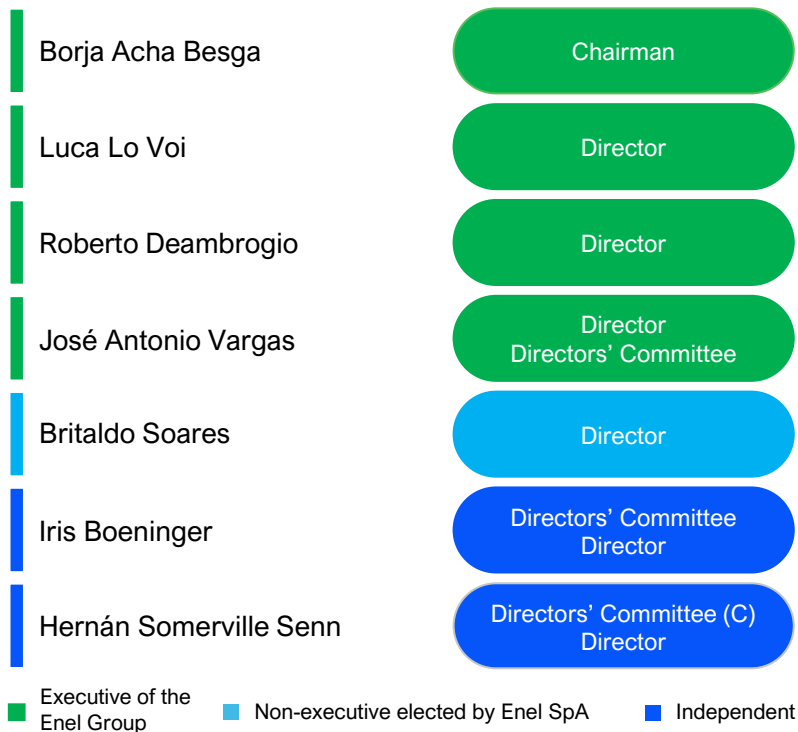 Borja Acha Besga
Chairman
Luca Lo Voi
Director
Roberto Deambrogio
Director
José Antonio Vargas
Director
Directors’ Committee
Britaldo Soares
Director
Iris Boeninger
Directors’ Committee
Director
Hernán Somerville Senn
Directors’ Committee (C)
Director
Executive of the
Enel Group
Non-executive elected by Enel SpA
Independent